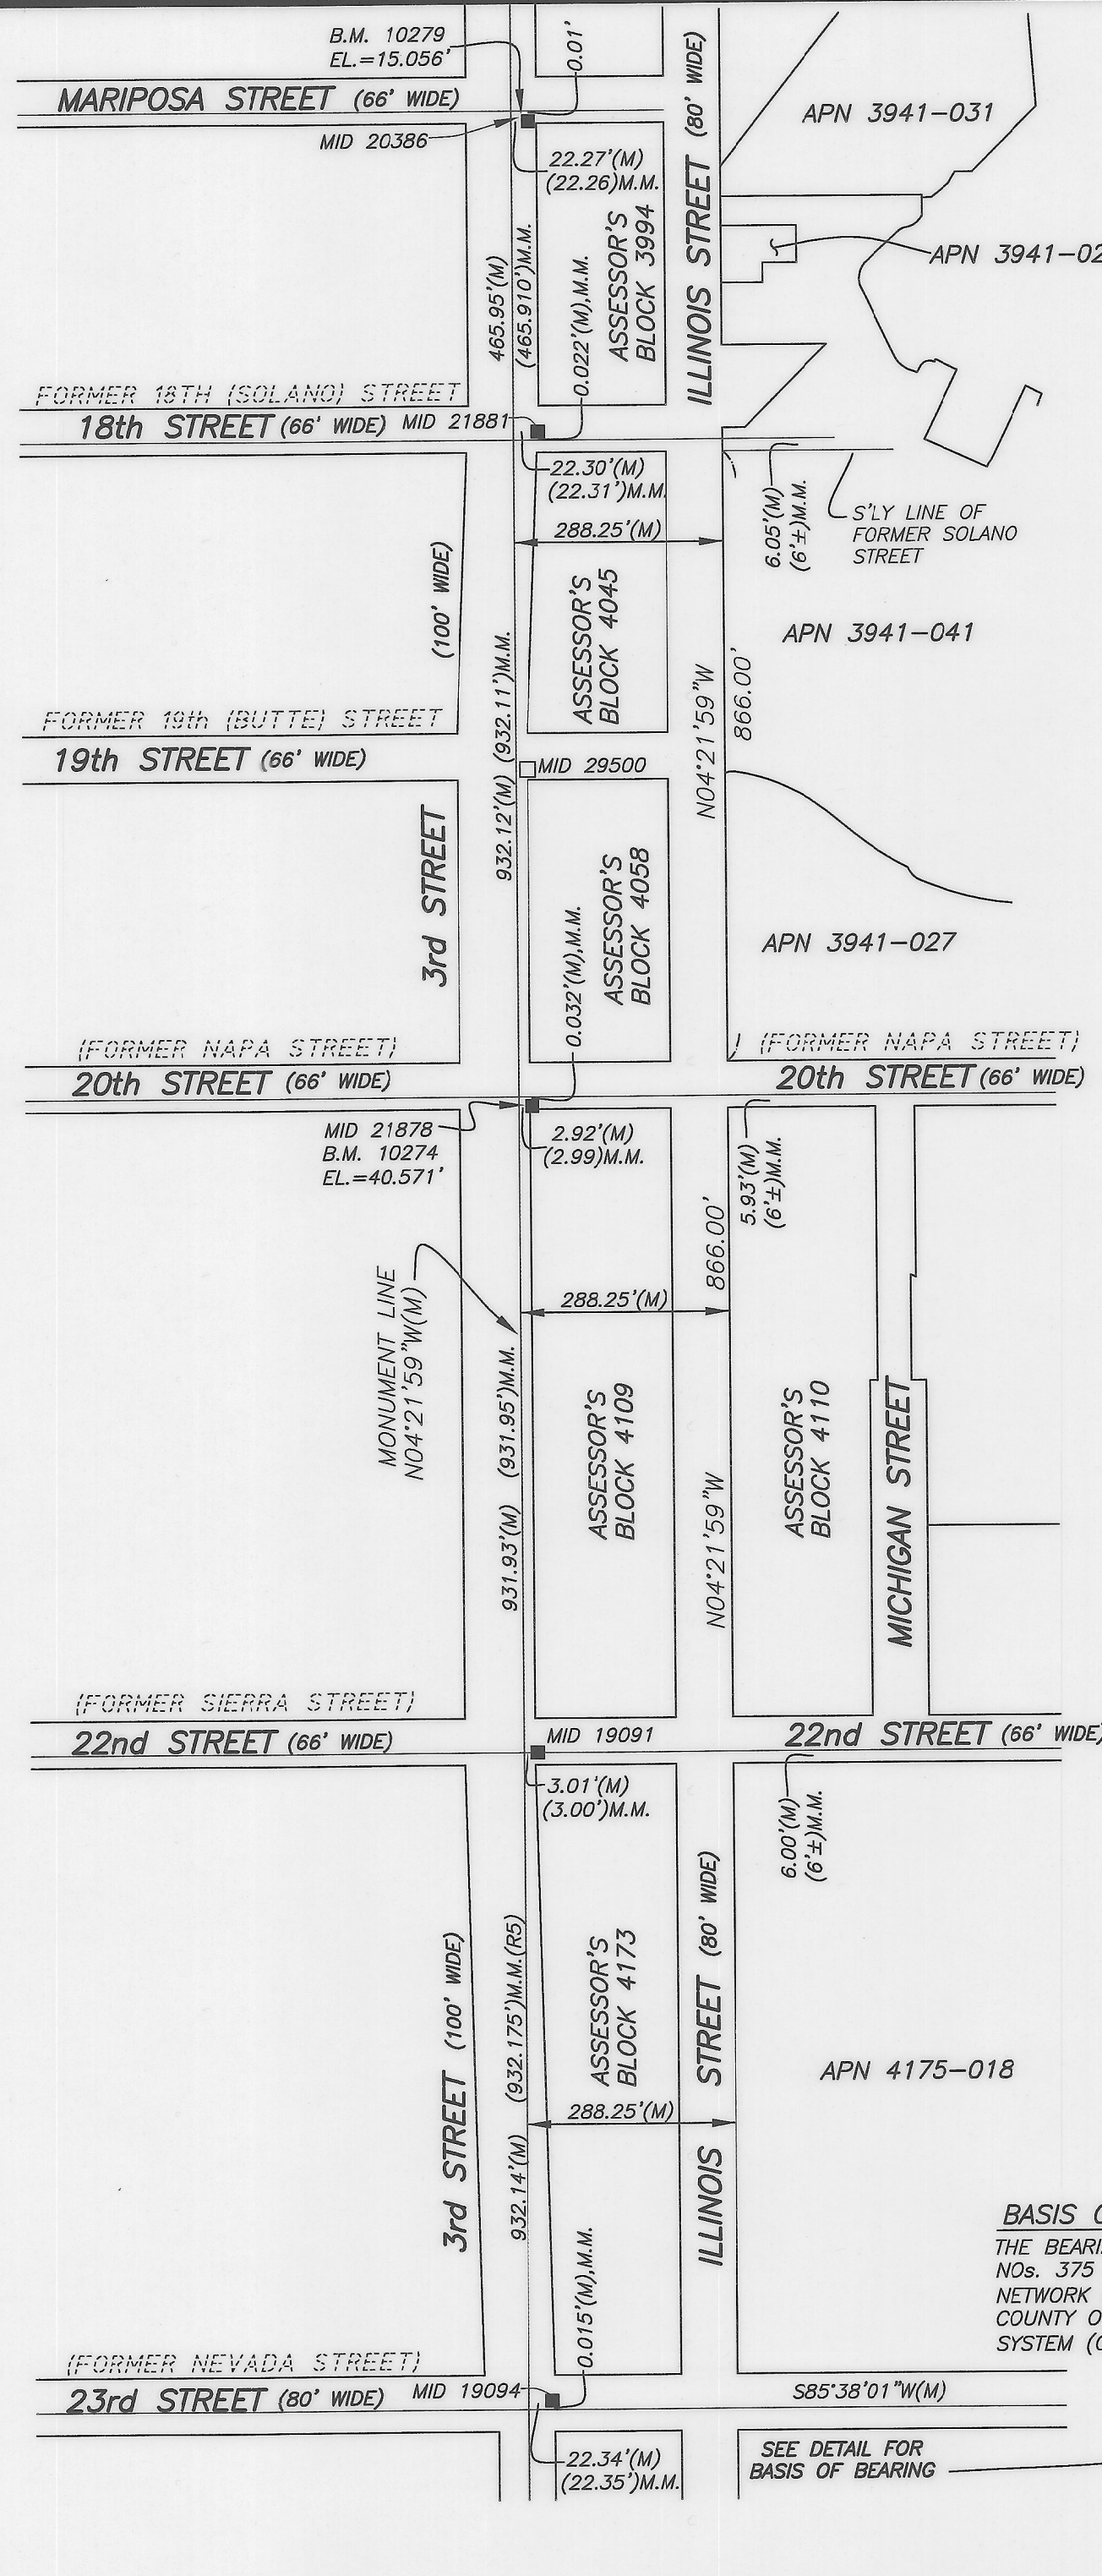 B.M. 10279
EL.=15.056'
0.01'
MARIPOSA STREET (66' WIDE)
MID 20386
22.27'(M)
(22.26)M.M.
ILLINOIS STREET (80' WIDE)
APN 3941-031
APN 3941-02
465.95'(M)
(465.910')M.M.
0.022'(M),M.M.
ASSESSOR'S
BLOCK 3994
FORMER 18TH (SOLANO) STREET
18th STREET (66' WIDE)
MID 21881
22.30'(M)
(22.31')M.M.
288.25'(M)
6.05'(M)
(6'±)M.M.
S'LY LINE OF
FORMER SOLANO
STREET
(100' WIDE)
ASSESSOR'S
BLOCK 4045
APN 3941-041
932.12'(M) (932.11')M.M.
N04°21'59"W
866.00'
FORMER 19th (BUTTE) STREET
19th STREET (66' WIDE)
MID 29500
3rd STREET
ASSESSOR'S
BLOCK 4058
0.032'(M),M.M.
APN 3941-027
(FORMER NAPA STREET)
20th STREET (66' WIDE)
(FORMER NAPA STREET)
20th STREET (66' WIDE)
MID 21878
B.M. 10274
EL.=40.571'
2.92'(M)
(2.99)M.M.
5.93'(M)
(6'±)M.M.
866.00'
288.25'(M)
MONUMENT LINE
N04°21'59"W(M)
931.93'(M) (931.95')M.M.
ASSESSOR'S
BLOCK 4109
N04°21'59"W
ASSESSOR'S
BLOCK 4110
MICHIGAN STREET
(FORMER SIERRA STREET)
22nd STREET (66' WIDE)
MID 19091
22nd STREET (66' WIDE)
3.01'(M)
(3.00')M.M.
6.00'(M)
(6'±)M.M.
3rd STREET (100' WIDE)
932.14'(M) (932.175')M.M.(R5)
ASSESSOR'S
BLOCK 4173
ILLINOIS STREET (80' WIDE)
APN 4175-018
288.25'(M)
0.015'(M),M.M.
BASIS
THE BEARI
NOs. 375
NETWORK
COUNTY O
SYSTEM (
(FORMER NEVADA STREET)
23rd STREET (80' WIDE)
MID 19094
S85°38'01"W(M)
22.34'(M)
(22.35')M.M.
SEE DETAIL FOR
BASIS OF BEARING